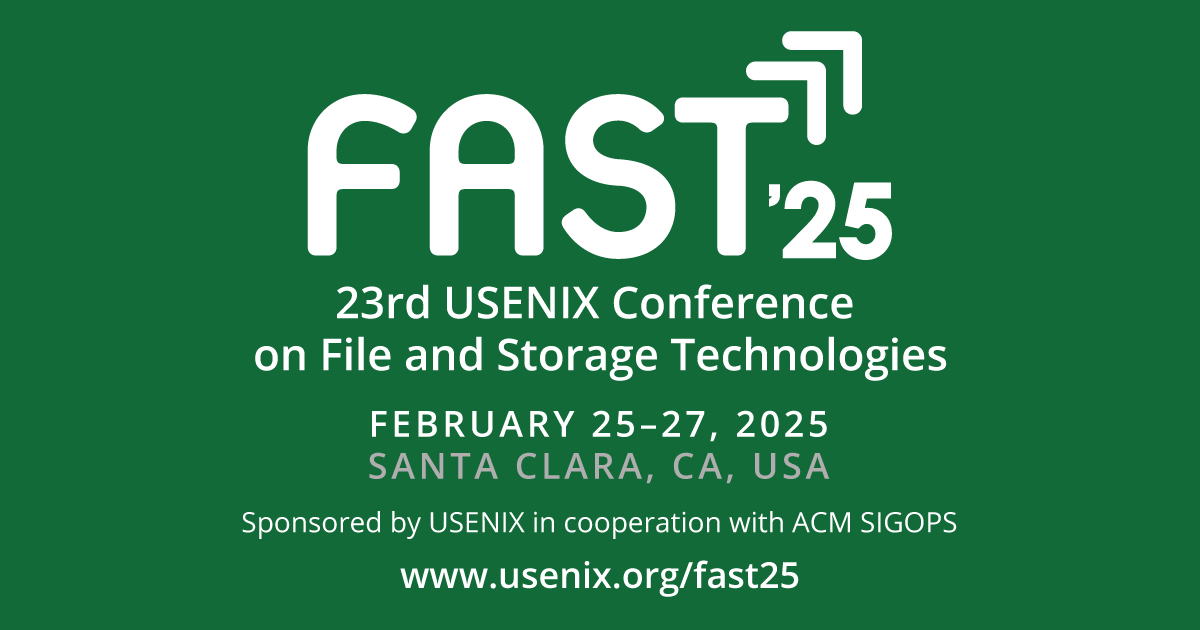 FAST '25
23rd USENIX Conference
on File and Storage Technologies
FEBRUARY 25–27, 2025
SANTA CLARA, CA, USA
Sponsored by USENIX in cooperation with ACM SIGOPS
www.usenix.org/fast25